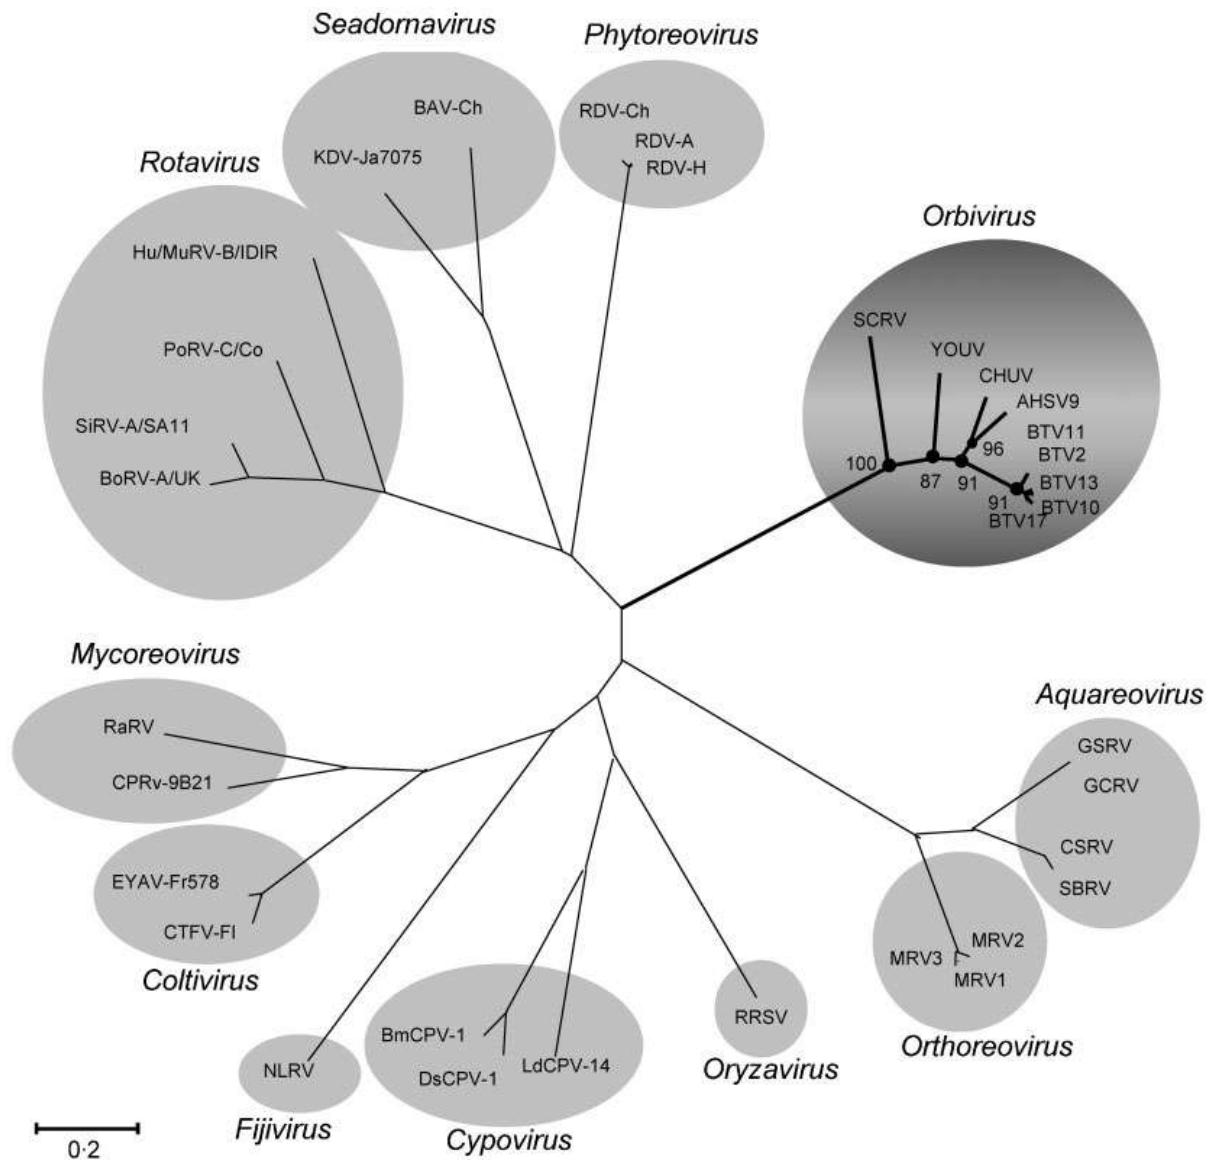 Seadornavirus
Phytoreovirus
BAV-Ch
KDV-Ja7075
RDV-Ch
RDV-A
RDV-H
Rotavirus
Hu/MuRV-B/IDIR
PoRV-C/Co
SiRV-A/SA11
BoRV-A/UK
Orbivirus
SCRV
YOUV
CHUV
AHSV9
BTV11
BTV2
BTV13
BTV10
BTV17
100
87
91
96
91
Mycoreovirus
RaRV
CPRv-9B21
EYAV-Fr578
CTFV-Fl
Coltivirus
Aquareovirus
GSRV
GCRV
CSRV
SBRV
MRV3
MRV2
MRV1
Orthoreovirus
RRSV
Oryzavirus
BmCPV-1
DsCPV-1
LdCPV-14
Cypovirus
NLRV
Fijivirus
0·2